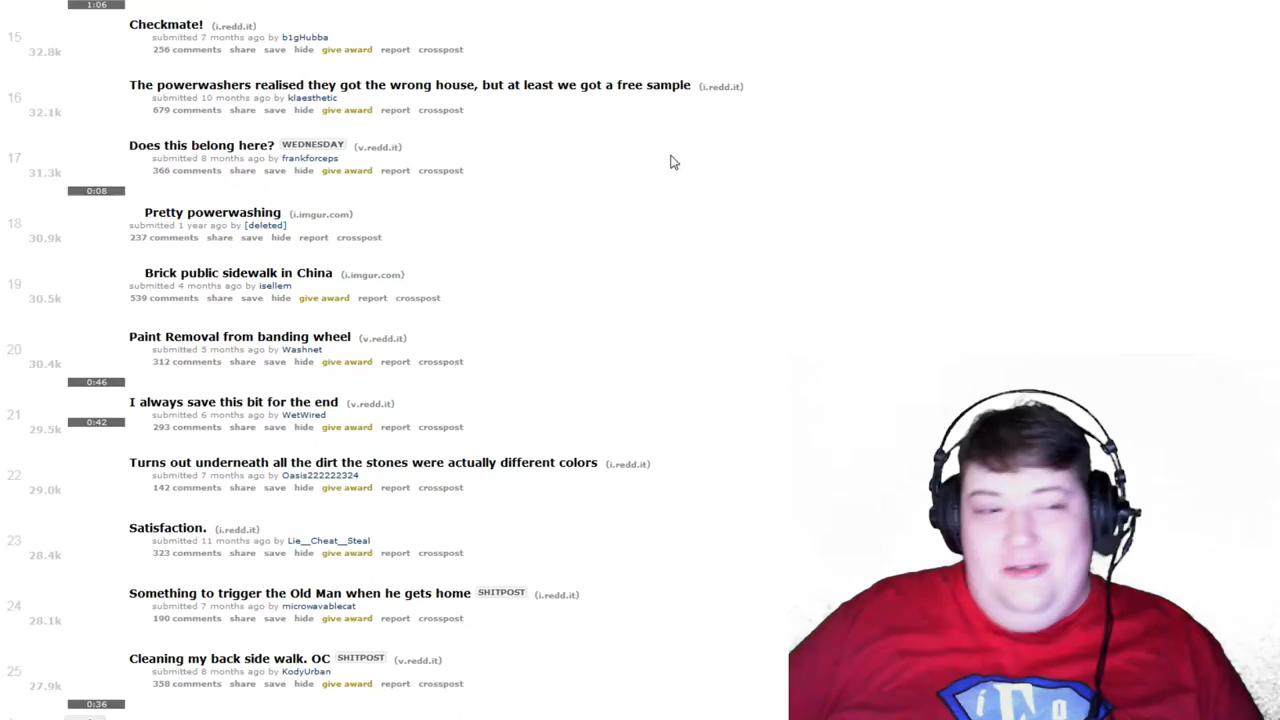 1:06
Checkmate! (i.redd.it)
15
submitted 7 months ago by b1gHubba
32.8k
256 comments share save hide give award report crosspost
The powerwashers realised they got the wrong house, but at least we got a free sample (i.redd.it)
16
submitted 10 months ago by klaesthetic
32.1k
679 comments share save hide give award report crosspost
Does this belong here? WEDNESDAY (v.redd.it)
17
submitted 8 months ago by frankforceps
31.3k
366 comments share save hide give award report crosspost
0:08
Pretty powerwashing (i.imgur.com)
18
submitted 1 year ago by [deleted]
30.9k
237 comments share save hide report crosspost
Brick public sidewalk in China (i.imgur.com)
19
submitted 4 months ago by isellem
30.5k
539 comments share save hide give award report crosspost
Paint Removal from banding wheel (v.redd.it)
20
submitted 5 months ago by Washnet
30.4k
312 comments share save hide give award report crosspost
0:46
I always save this bit for the end (v.redd.it)
21
submitted 6 months ago by WetWired
0:42
29.5k
293 comments share save hide give award report crosspost
Turns out underneath all the dirt the stones were actually different colors (i.redd.it)
22
submitted 7 months ago by Oasis222222324
29.0k
142 comments share save hide give award report crosspost
Satisfaction. (i.redd.it)
23
submitted 11 months ago by Lie__Cheat__Steal
28.4k
323 comments share save hide give award report crosspost
Something to trigger the Old Man when he gets home SHITPOST (i.redd.it)
24
submitted 7 months ago by microwavablecat
28.1k
190 comments share save hide give award report crosspost
Cleaning my back side walk. OC SHITPOST (v.redd.it)
25
submitted 8 months ago by KodyUrban
27.9k
358 comments share save hide give award report crosspost
0:36